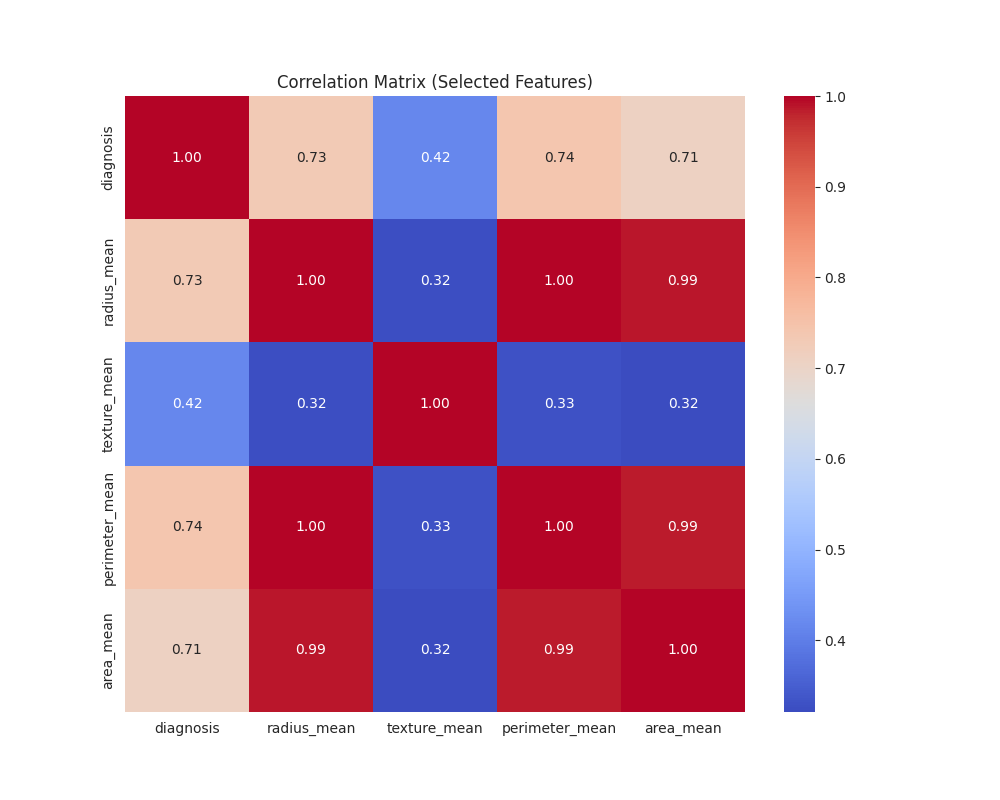 Correlation Matrix (Selected Features)
diagnosis 1.00 0.73 0.42 0.74 0.71
radius_mean 0.73 1.00 0.32 1.00 0.99
texture_mean 0.42 0.32 1.00 0.33 0.32
perimeter_mean 0.74 1.00 0.33 1.00 0.99
area_mean 0.71 0.99 0.32 0.99 1.00
diagnosis radius_mean texture_mean perimeter_mean area_mean
1.0
0.9
0.8
0.7
0.6
0.5
0.4